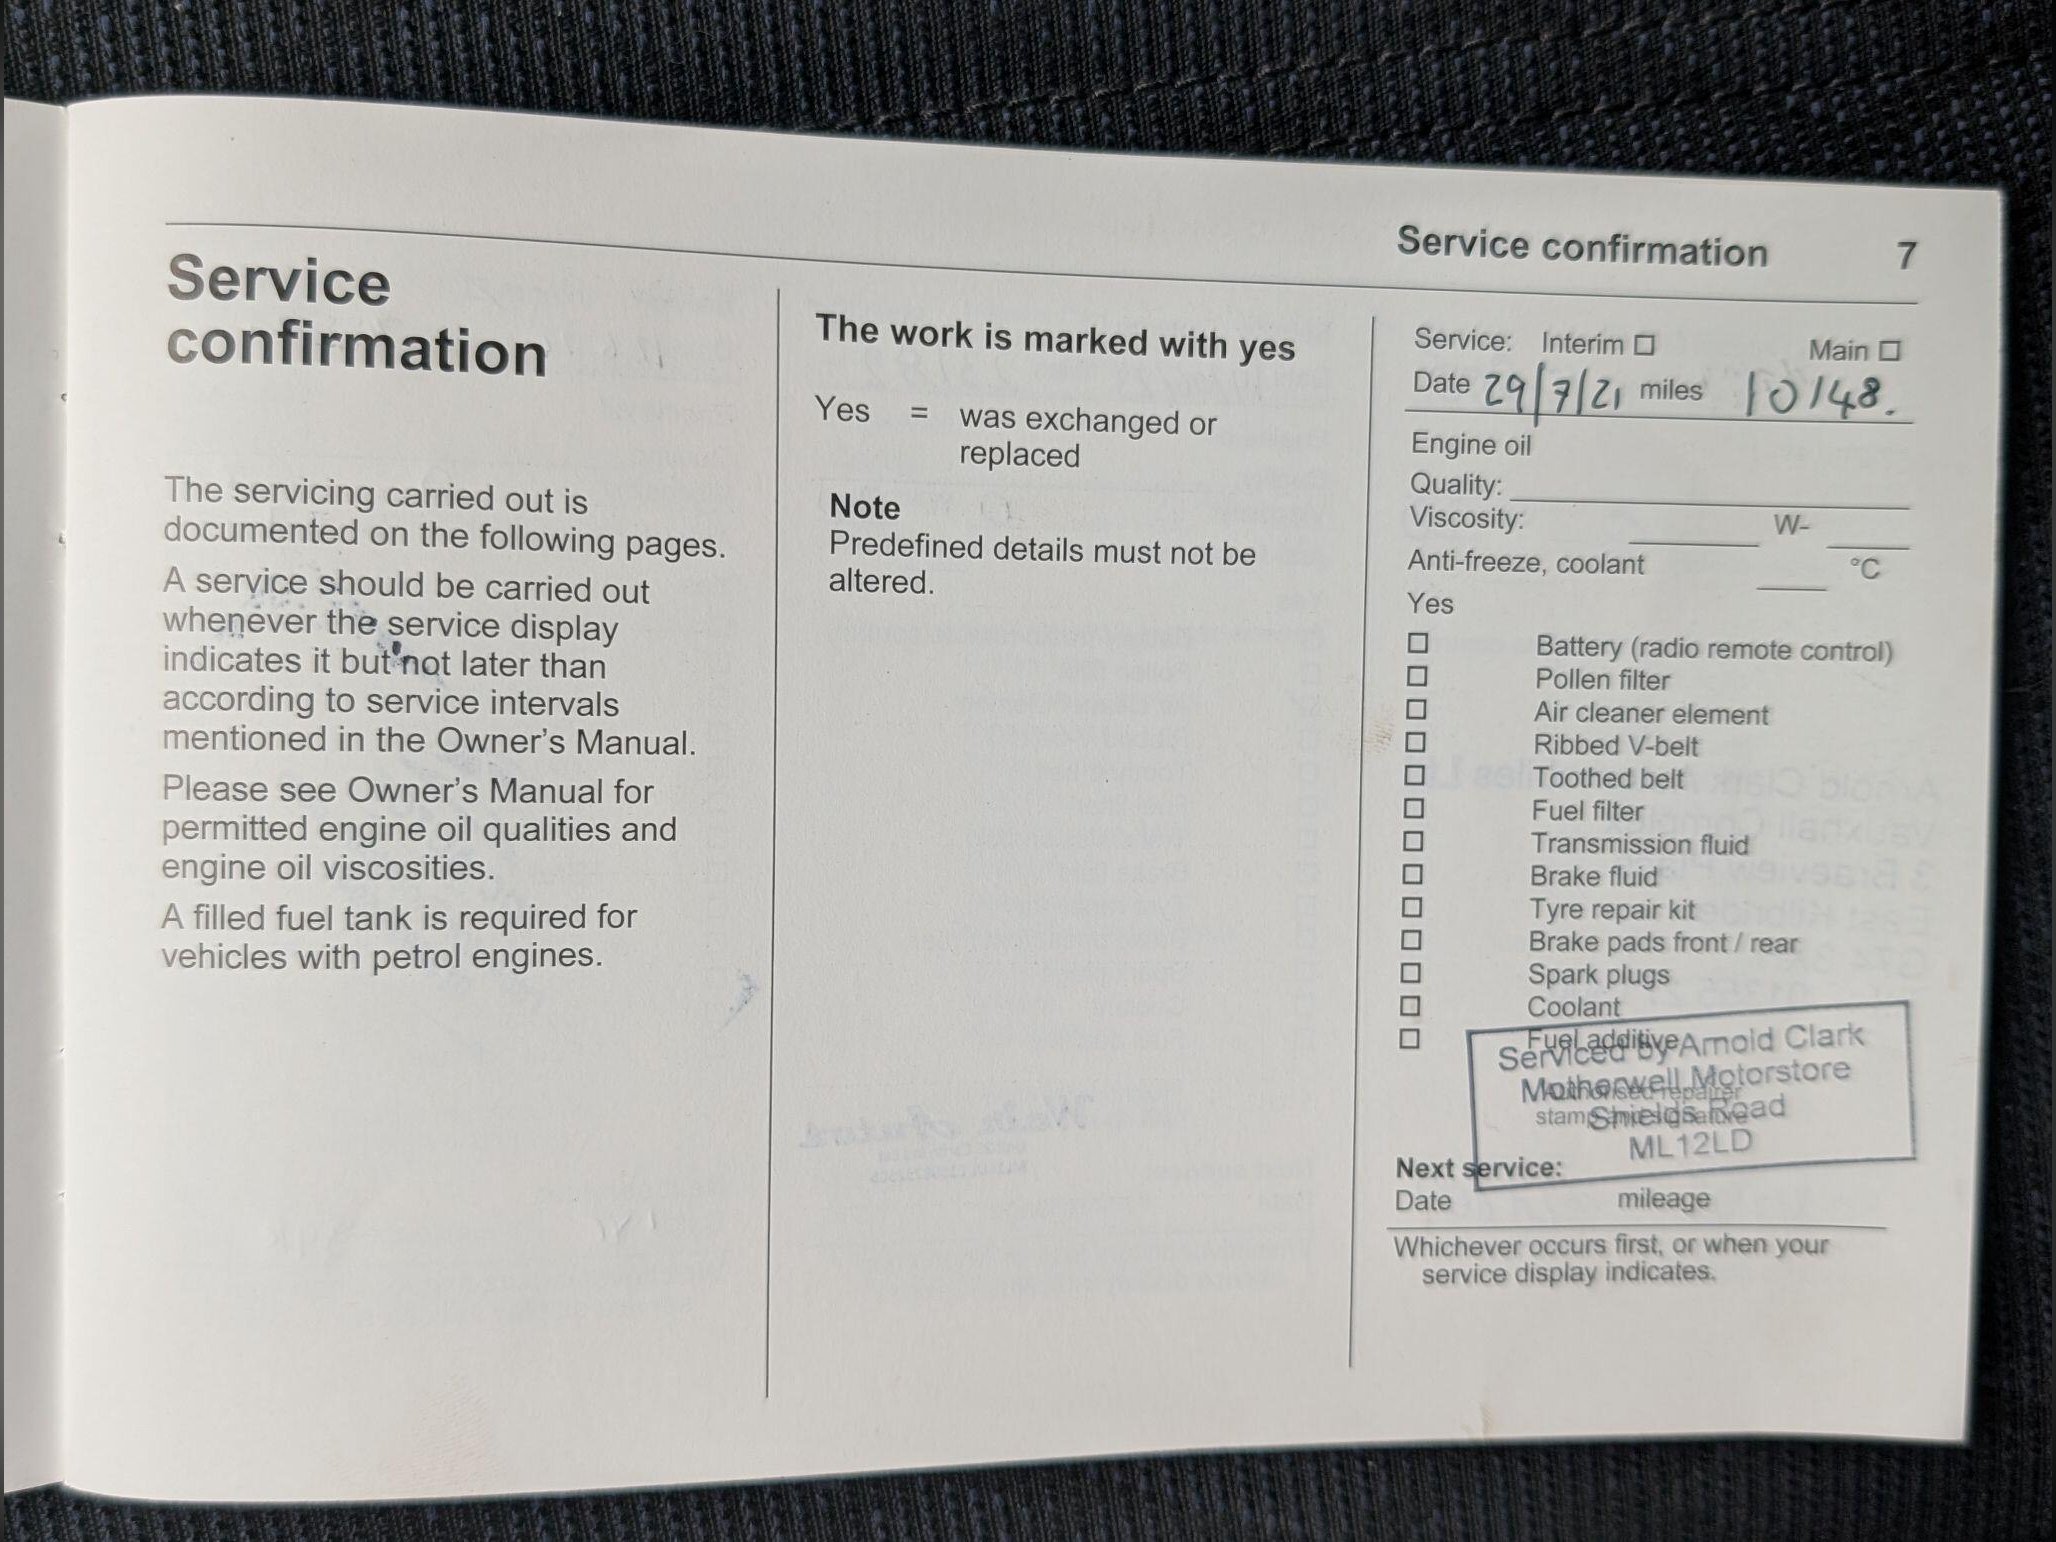 Service confirmation 7
Service
confirmation
The servicing carried out is
documented on the following pages.
A service should be carried out
whenever the service display
indicates it but not later than
according to service intervals
mentioned in the Owner's Manual.
Please see Owner's Manual for
permitted engine oil qualities and
engine oil viscosities.
A filled fuel tank is required for
vehicles with petrol engines.
The work is marked with yes
Yes = was exchanged or
replaced
Note
Predefined details must not be
altered.
Service: Interim □ Main □
Date 29/7/21 miles 10148.
Engine oil
Quality:
Viscosity: W-
Anti-freeze, coolant °C
Yes
□ Battery (radio remote control)
□ Pollen filter
□ Air cleaner element
□ Ribbed V-belt
□ Toothed belt
□ Fuel filter
□ Transmission fluid
□ Brake fluid
□ Tyre repair kit
□ Brake pads front / rear
□ Spark plugs
□ Coolant
□ Fuel additive
Serviced by Arnold Clark
Motherwell Motorstore
Authorised repairer
Shields Road
stamp
ML12LD
Next service:
Date mileage
Whichever occurs first, or when your
service display indicates.